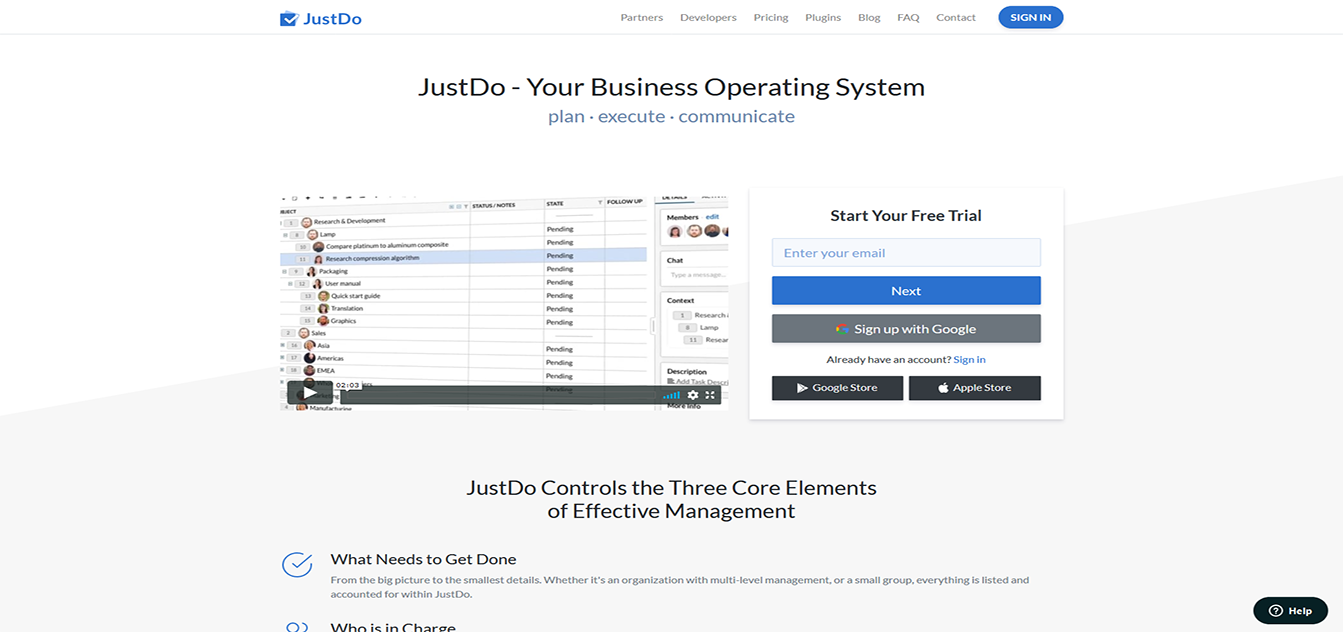 JustDo
Partners Developers Pricing Plugins Blog FAQ Contact SIGN IN
JustDo - Your Business Operating System
plan · execute · communicate
STATUS / NOTES STATE FOLLOW UP
1 Research & Development
8 Lamp Pending
10 Compare platinum to aluminum composite Pending
11 Research compression algorithm Pending
9 Packaging Pending
12 User manual Pending
13 Quick start guide Pending
14 Translation Pending
15 Graphics Pending
2 Sales
16 Asia Pending
17 Americas Pending
18 EMEA Pending
Pending
02:03
4 Manufacturing
DETAILS
Members - edit
Chat
Type a message...
Context
1 Research
8 Lamp
11 Resear
Description
Add Task Descri
More Info
Start Your Free Trial
Enter your email
Next
Sign up with Google
Already have an account? Sign in
Google Store
Apple Store
JustDo Controls the Three Core Elements
of Effective Management
What Needs to Get Done
From the big picture to the smallest details. Whether it's an organization with multi-level management, or a small group, everything is listed and
accounted for within JustDo.
Who is in Charge
Help